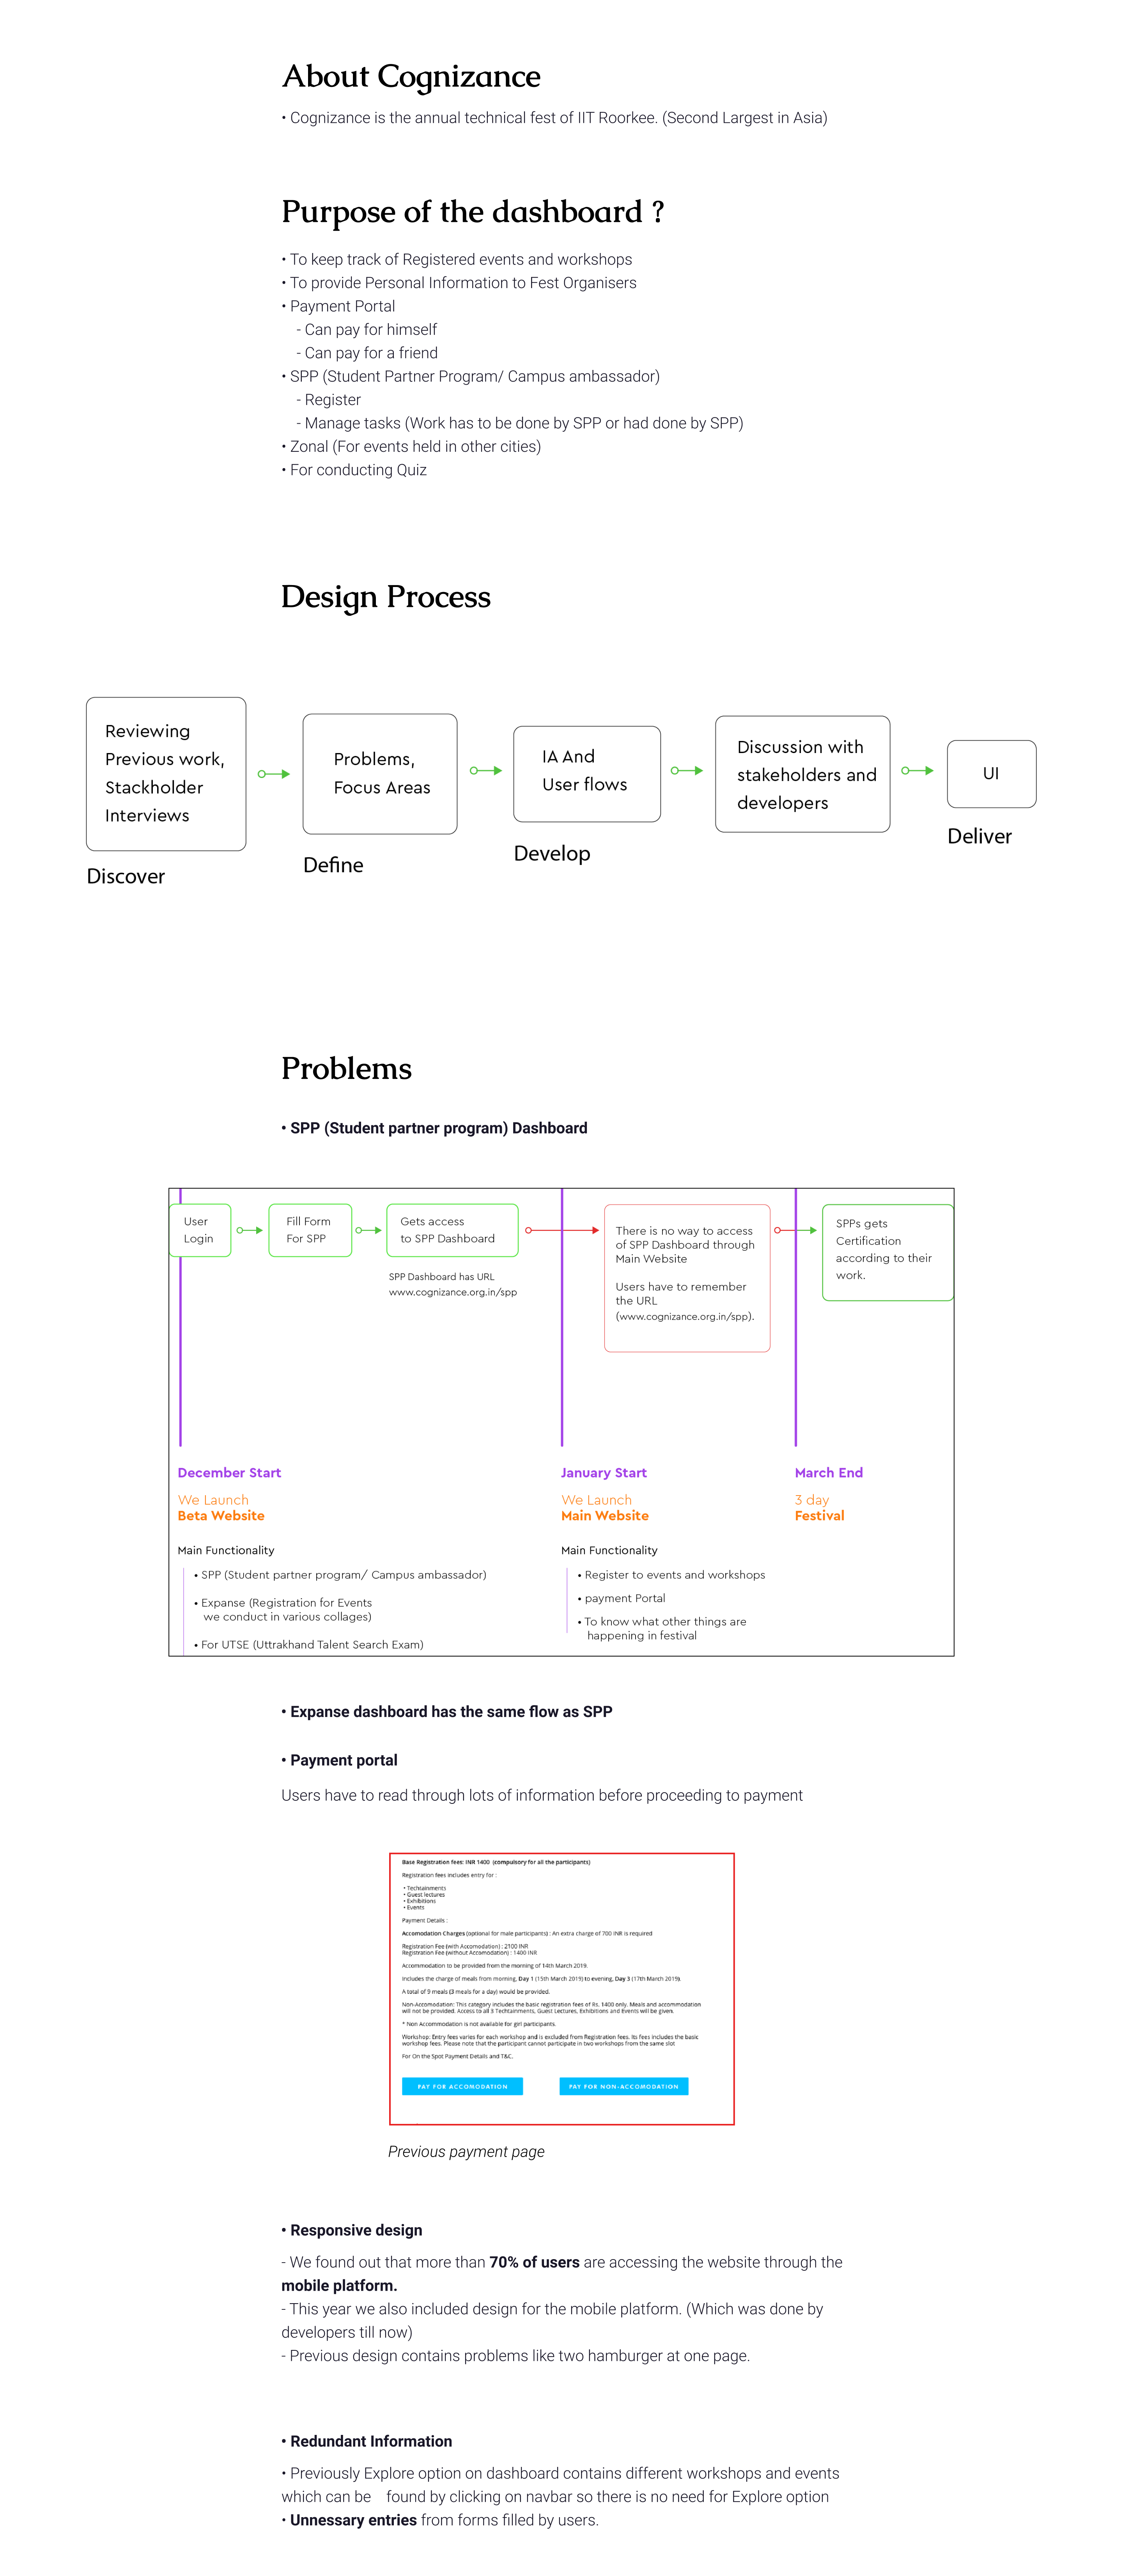 About Cognizance
• Cognizance is the annual technical fest of IIT Roorkee. (Second Largest in Asia)
Purpose of the dashboard ?
• To keep track of Registered events and workshops
• To provide Personal Information to Fest Organisers
• Payment Portal
- Can pay for himself
- Can pay for a friend
• SPP (Student Partner Program/ Campus ambassador)
- Register
- Manage tasks (Work has to be done by SPP or had done by SPP)
• Zonal (For events held in other cities)
• For conducting Quiz
Design Process
Reviewing
Previous work,
Stackholder
Interviews
Discover
Problems,
Focus Areas
Define
IA And
User flows
Develop
Discussion with
stakeholders and
developers
UI
Deliver
Problems
• SPP (Student partner program) Dashboard
User
Login
Fill Form
For SPP
Gets access
to SPP Dashboard
SPP Dashboard has URL
www.cognizance.org.in/spp
There is no way to access
of SPP Dashboard through
Main Website
Users have to remember
the URL
(www.cognizance.org.in/spp).
SPPs gets
Certification
according to their
work.
December Start
We Launch
Beta Website
Main Functionality
• SPP (Student partner program/ Campus ambassador)
• Expanse (Registration for Events
we conduct in various collages)
• For UTSE (Uttrakhand Talent Search Exam)
January Start
We Launch
Main Website
Main Functionality
• Register to events and workshops
• payment Portal
• To know what other things are
happening in festival
March End
3 day
Festival
• Expanse dashboard has the same flow as SPP
• Payment portal
Users have to read through lots of information before proceeding to payment
Base Registration fees: INR 1400 (compulsory for all the participants)
Registration fees includes entry for :
• Techtainments
• Guest lectures
• Exhibitions
• Events
Payment Details :
Accomodation Charges (optional for male participants) : An extra charge of 700 INR is required
Registration Fee (with Accomodation) : 2100 INR
Registration Fee (without Accomodation) : 1400 INR
Accommodation to be provided from the morning of 14th March 2019.
Includes the charge of meals from morning, Day 1 (15th March 2019) to evening, Day 3 (17th March 2019).
A total of 9 meals (3 meals for a day) would be provided.
Non-Accomodation: This category includes the basic registration fees of Rs. 1400 only. Meals and accommodation
will not be provided. Access to all 3 Techtainments, Guest Lectures, Exhibitions and Events will be given.
* Non Accommodation is not available for girl participants.
Workshop: Entry fees varies for each workshop and is excluded from Registration fees. Its fees includes the basic
workshop fees. Please note that the participant cannot participate in two workshops from the same slot
For On the Spot Payment Details and T&C.
PAY FOR ACCOMODATION
PAY FOR NON-ACCOMODATION
Previous payment page
• Responsive design
- We found out that more than 70% of users are accessing the website through the
mobile platform.
- This year we also included design for the mobile platform. (Which was done by
developers till now)
- Previous design contains problems like two hamburger at one page.
• Redundant Information
• Previously Explore option on dashboard contains different workshops and events
which can be found by clicking on navbar so there is no need for Explore option
• Unnessary entries from forms filled by users.